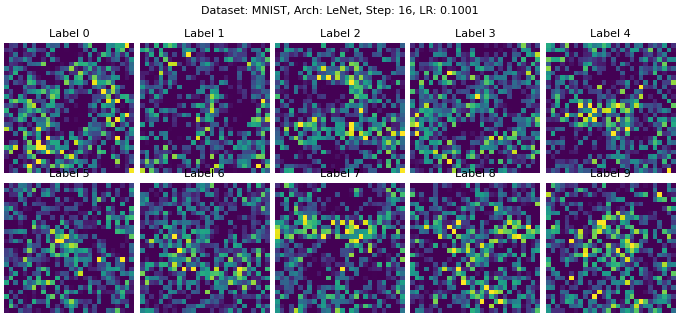 Dataset: MNIST, Arch: LeNet, Step: 16, LR: 0.1001
Label 0 Label 1 Label 2 Label 3 Label 4
Label 5 Label 6 Label 7 Label 8 Label 9